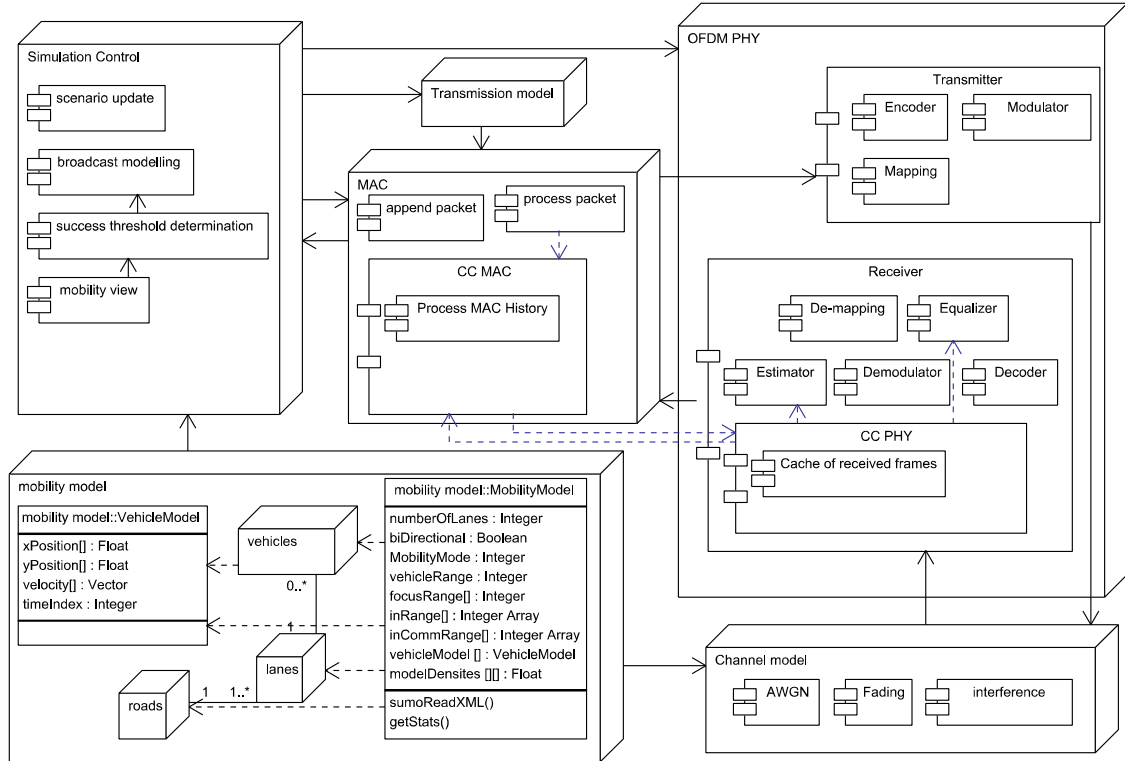 Simulation Control
scenario update
broadcast modelling
success threshold determination
mobility view
Transmission model
MAC
append packet
process packet
CC MAC
Process MAC History
OFDM PHY
Transmitter
Encoder
Modulator
Mapping
Receiver
De-mapping
Equalizer
Estimator
Demodulator
Decoder
CC PHY
Cache of received frames
mobility model
mobility model::VehicleModel
xPosition[] : Float
yPosition[] : Float
velocity[] : Vector
timeIndex : Integer
vehicles
0..*
1
lanes
1
1..*
roads
mobility model::MobilityModel
numberOfLanes : Integer
biDirectional : Boolean
MobilityMode : Integer
vehicleRange : Integer
focusRange[] : Integer
inRange[] : Integer Array
inCommRange[] : Integer Array
vehicleModel [] : VehicleModel
modelDensites [][] : Float
sumoReadXML()
getStats()
Channel model
AWGN
Fading
interference